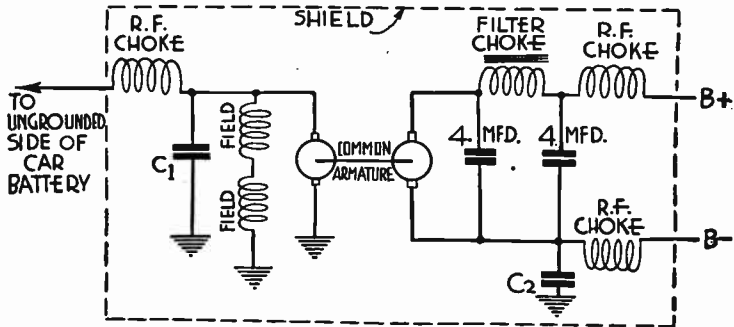 SHIELD
R.F.
CHOKE
FILTER
CHOKE
R.F.
CHOKE
TO
UNGROUNDED
SIDE OF
CAR
BATTERY
C1
FIELD
FIELD
COMMON
ARMATURE
4. MFD.
4. MFD.
B+
R.F.
CHOKE
B-
C2